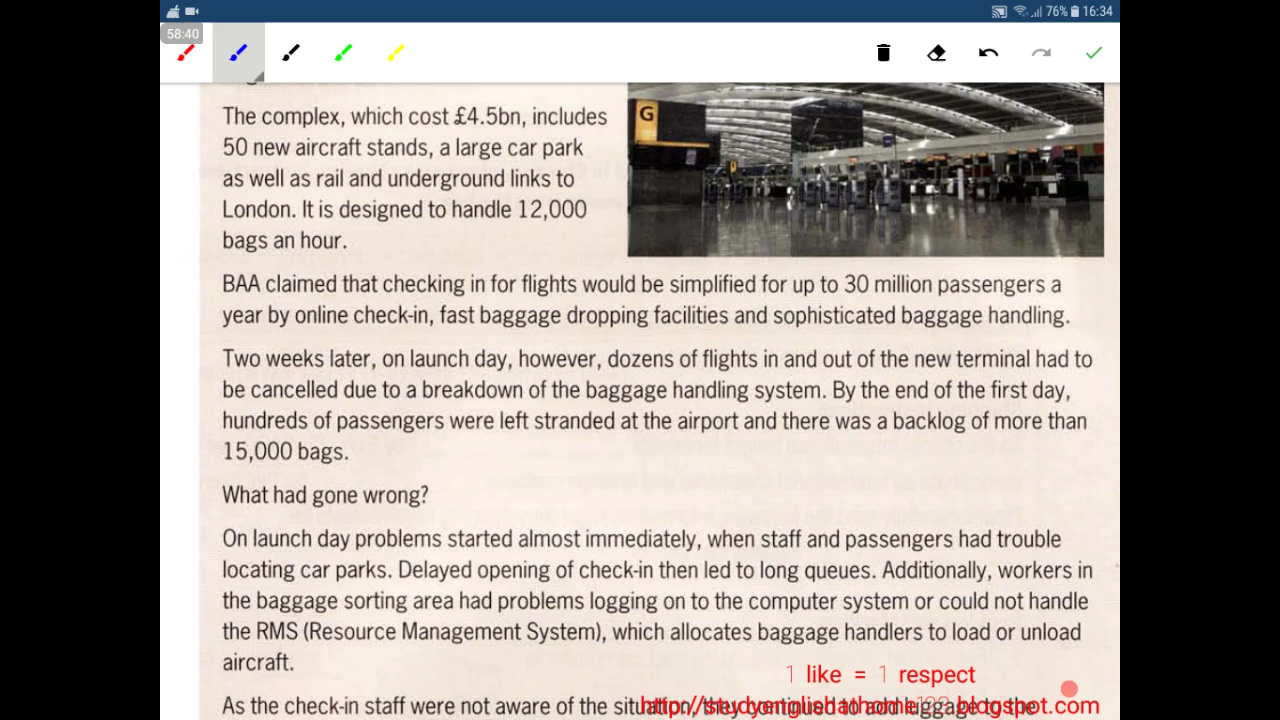 76% 16:34
58:40
The complex, which cost £4.5bn, includes
50 new aircraft stands, a large car park
as well as rail and underground links to
London. It is designed to handle 12,000
bags an hour.
G
BAA claimed that checking in for flights would be simplified for up to 30 million passengers a
year by online check-in, fast baggage dropping facilities and sophisticated baggage handling.
Two weeks later, on launch day, however, dozens of flights in and out of the new terminal had to
be cancelled due to a breakdown of the baggage handling system. By the end of the first day,
hundreds of passengers were left stranded at the airport and there was a backlog of more than
15,000 bags.
What had gone wrong?
On launch day problems started almost immediately, when staff and passengers had trouble
locating car parks. Delayed opening of check-in then led to long queues. Additionally, workers in
the baggage sorting area had problems logging on to the computer system or could not handle
the RMS (Resource Management System), which allocates baggage handlers to load or unload
aircraft.
1 like = 1 respect
As the check-in staff were not aware of the situation, they continued to add luggage to the
http://studyenglishathome123.blogspot.com